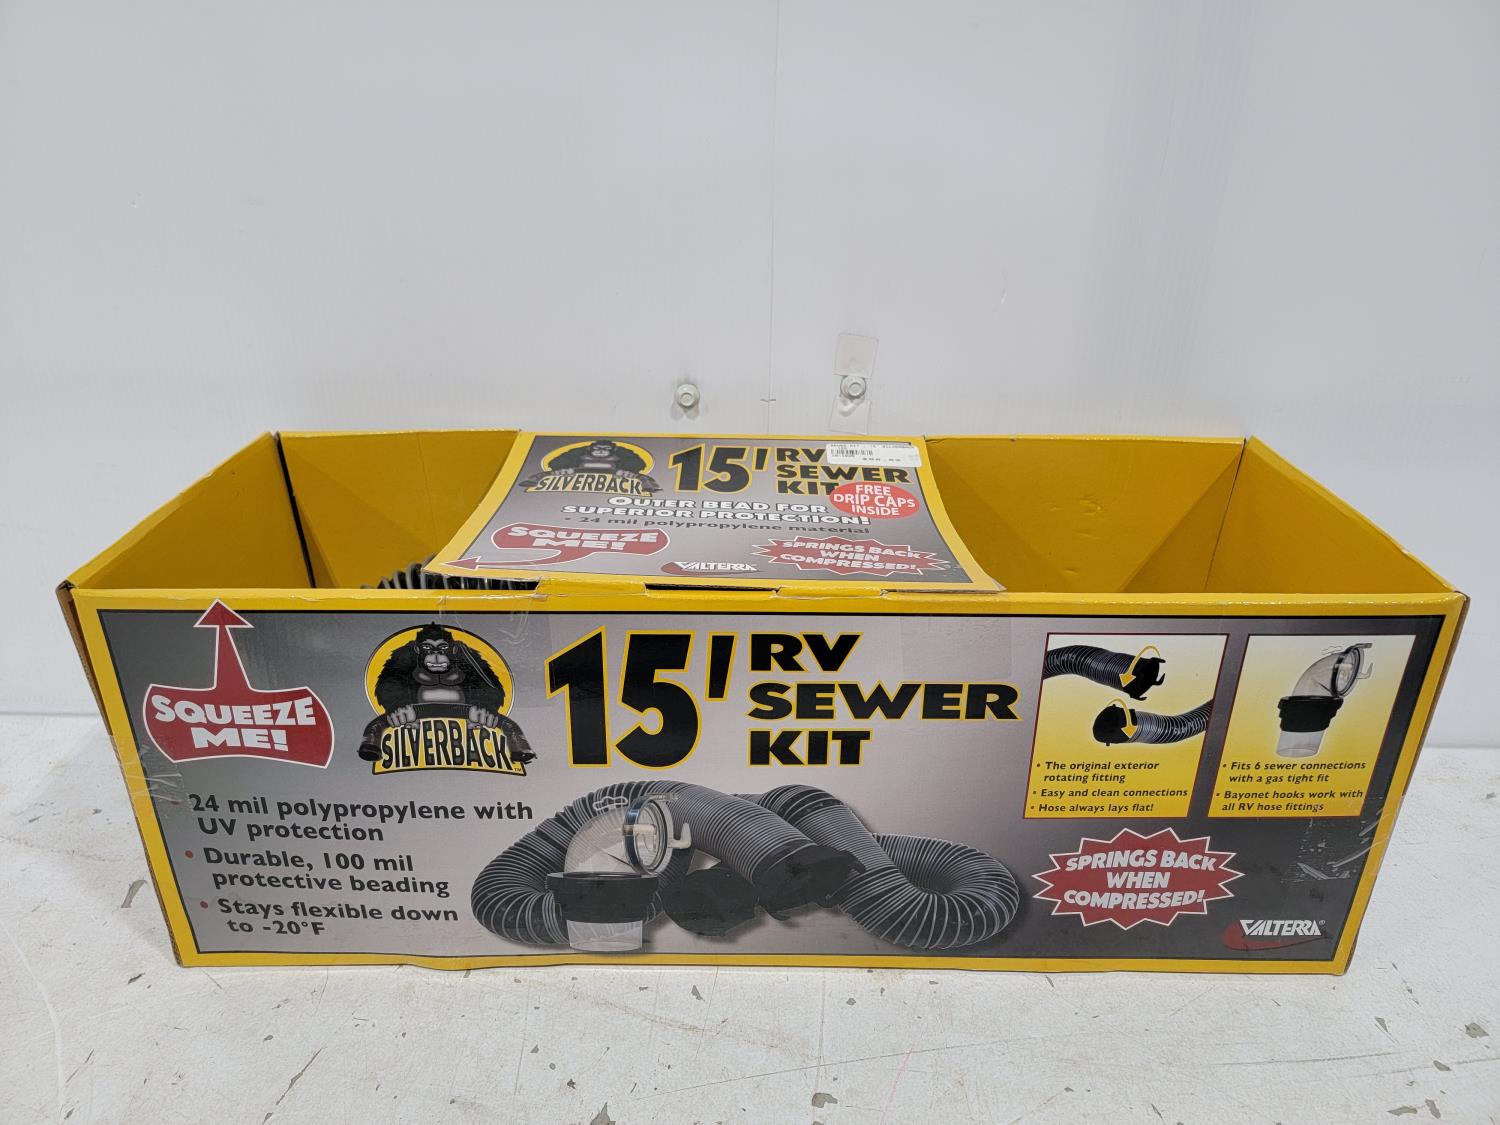 SILVERBACK
15' RV
SEWER
KIT
FREE
DRIP CAPS
INSIDE
OUTER BEAD FOR
SUPERIOR PROTECTION!
• 24 mil polypropylene material
SQUEEZE
ME!
VALTERRA
SPRINGS BACK
WHEN
COMPRESSED!
SQUEEZE
ME!
SILVERBACK
15' RV
SEWER
KIT
• 24 mil polypropylene with
UV protection
• Durable, 100 mil
protective beading
• Stays flexible down
to -20°F
• The original exterior
rotating fitting
• Easy and clean connections
• Hose always lays flat!
• Fits 6 sewer connections
with a gas tight fit
• Bayonet hooks work with
all RV hose fittings
SPRINGS BACK
WHEN
COMPRESSED!
VALTERRA®